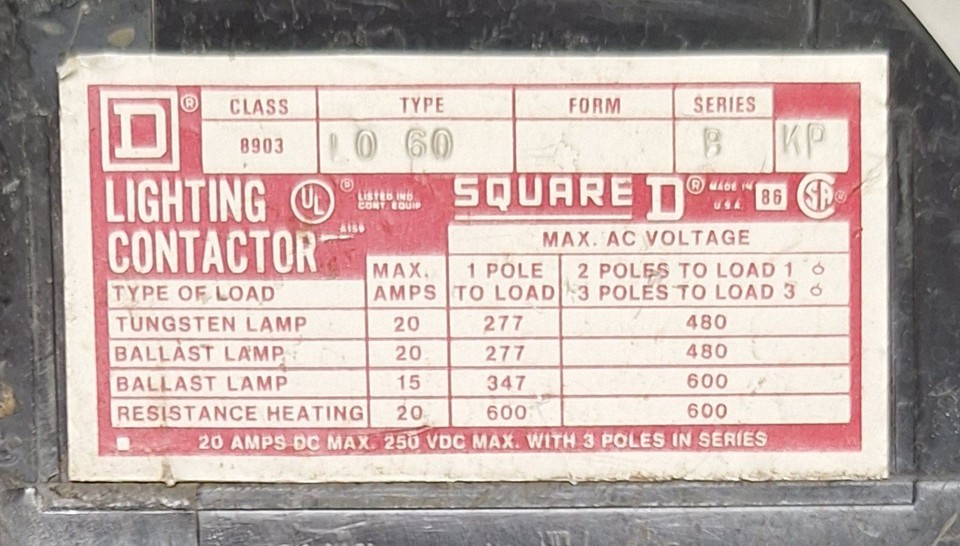 D ® CLASS TYPE FORM SERIES
8903 LO 60 B KP
LIGHTING UL ® LISTED IND. CONT. EQUIP SQUARE D ® MADE IN U.S.A. 86 SA ®
CONTACTOR A159 MAX. AC VOLTAGE
MAX. 1 POLE 2 POLES TO LOAD 1 ϕ
TYPE OF LOAD AMPS TO LOAD 3 POLES TO LOAD 3 ϕ
TUNGSTEN LAMP 20 277 480
BALLAST LAMP 20 277 480
BALLAST LAMP 15 347 600
RESISTANCE HEATING 20 600 600
20 AMPS DC MAX. 250 VDC MAX. WITH 3 POLES IN SERIES